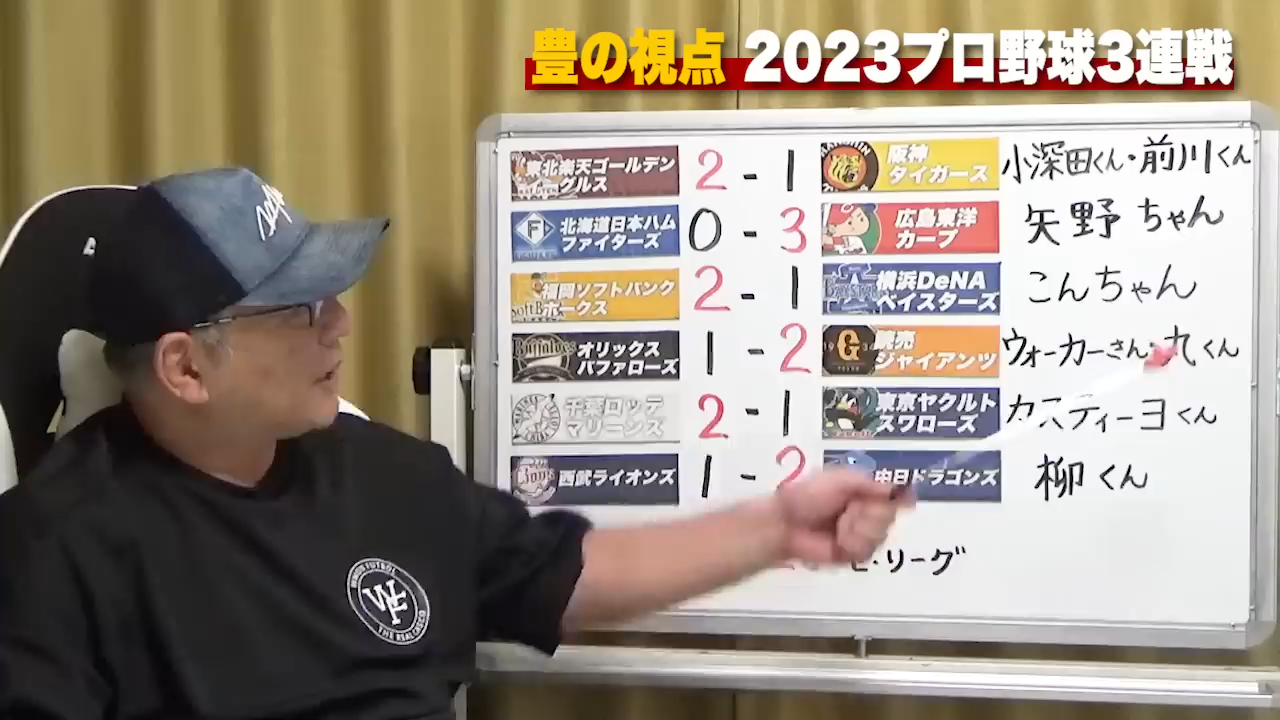 豊の視点 2023プロ野球3連戦
東北楽天ゴールデン
グルス
2 - 1
阪神
タイガース
小深田くん・前川くん
北海道日本ハム
ファイターズ
0 - 3
広島東洋
カープ
矢野ちゃん
福岡ソフトバンク
ホークス
2 - 1
横浜DeNA
ベイスターズ
こんちゃん
Buffaloes
オリックス
バファローズ
1 - 2
G
読売
ジャイアンツ
ウォーカーさん・丸くん
千葉ロッテ
マリーンズ
2 - 1
東京ヤクルト
スワローズ
カスティーヨくん
Lions
西武ライオンズ
1 - 2
中日ドラゴンズ
柳くん
セ・リーグ
WF
THE REAL CHOCO